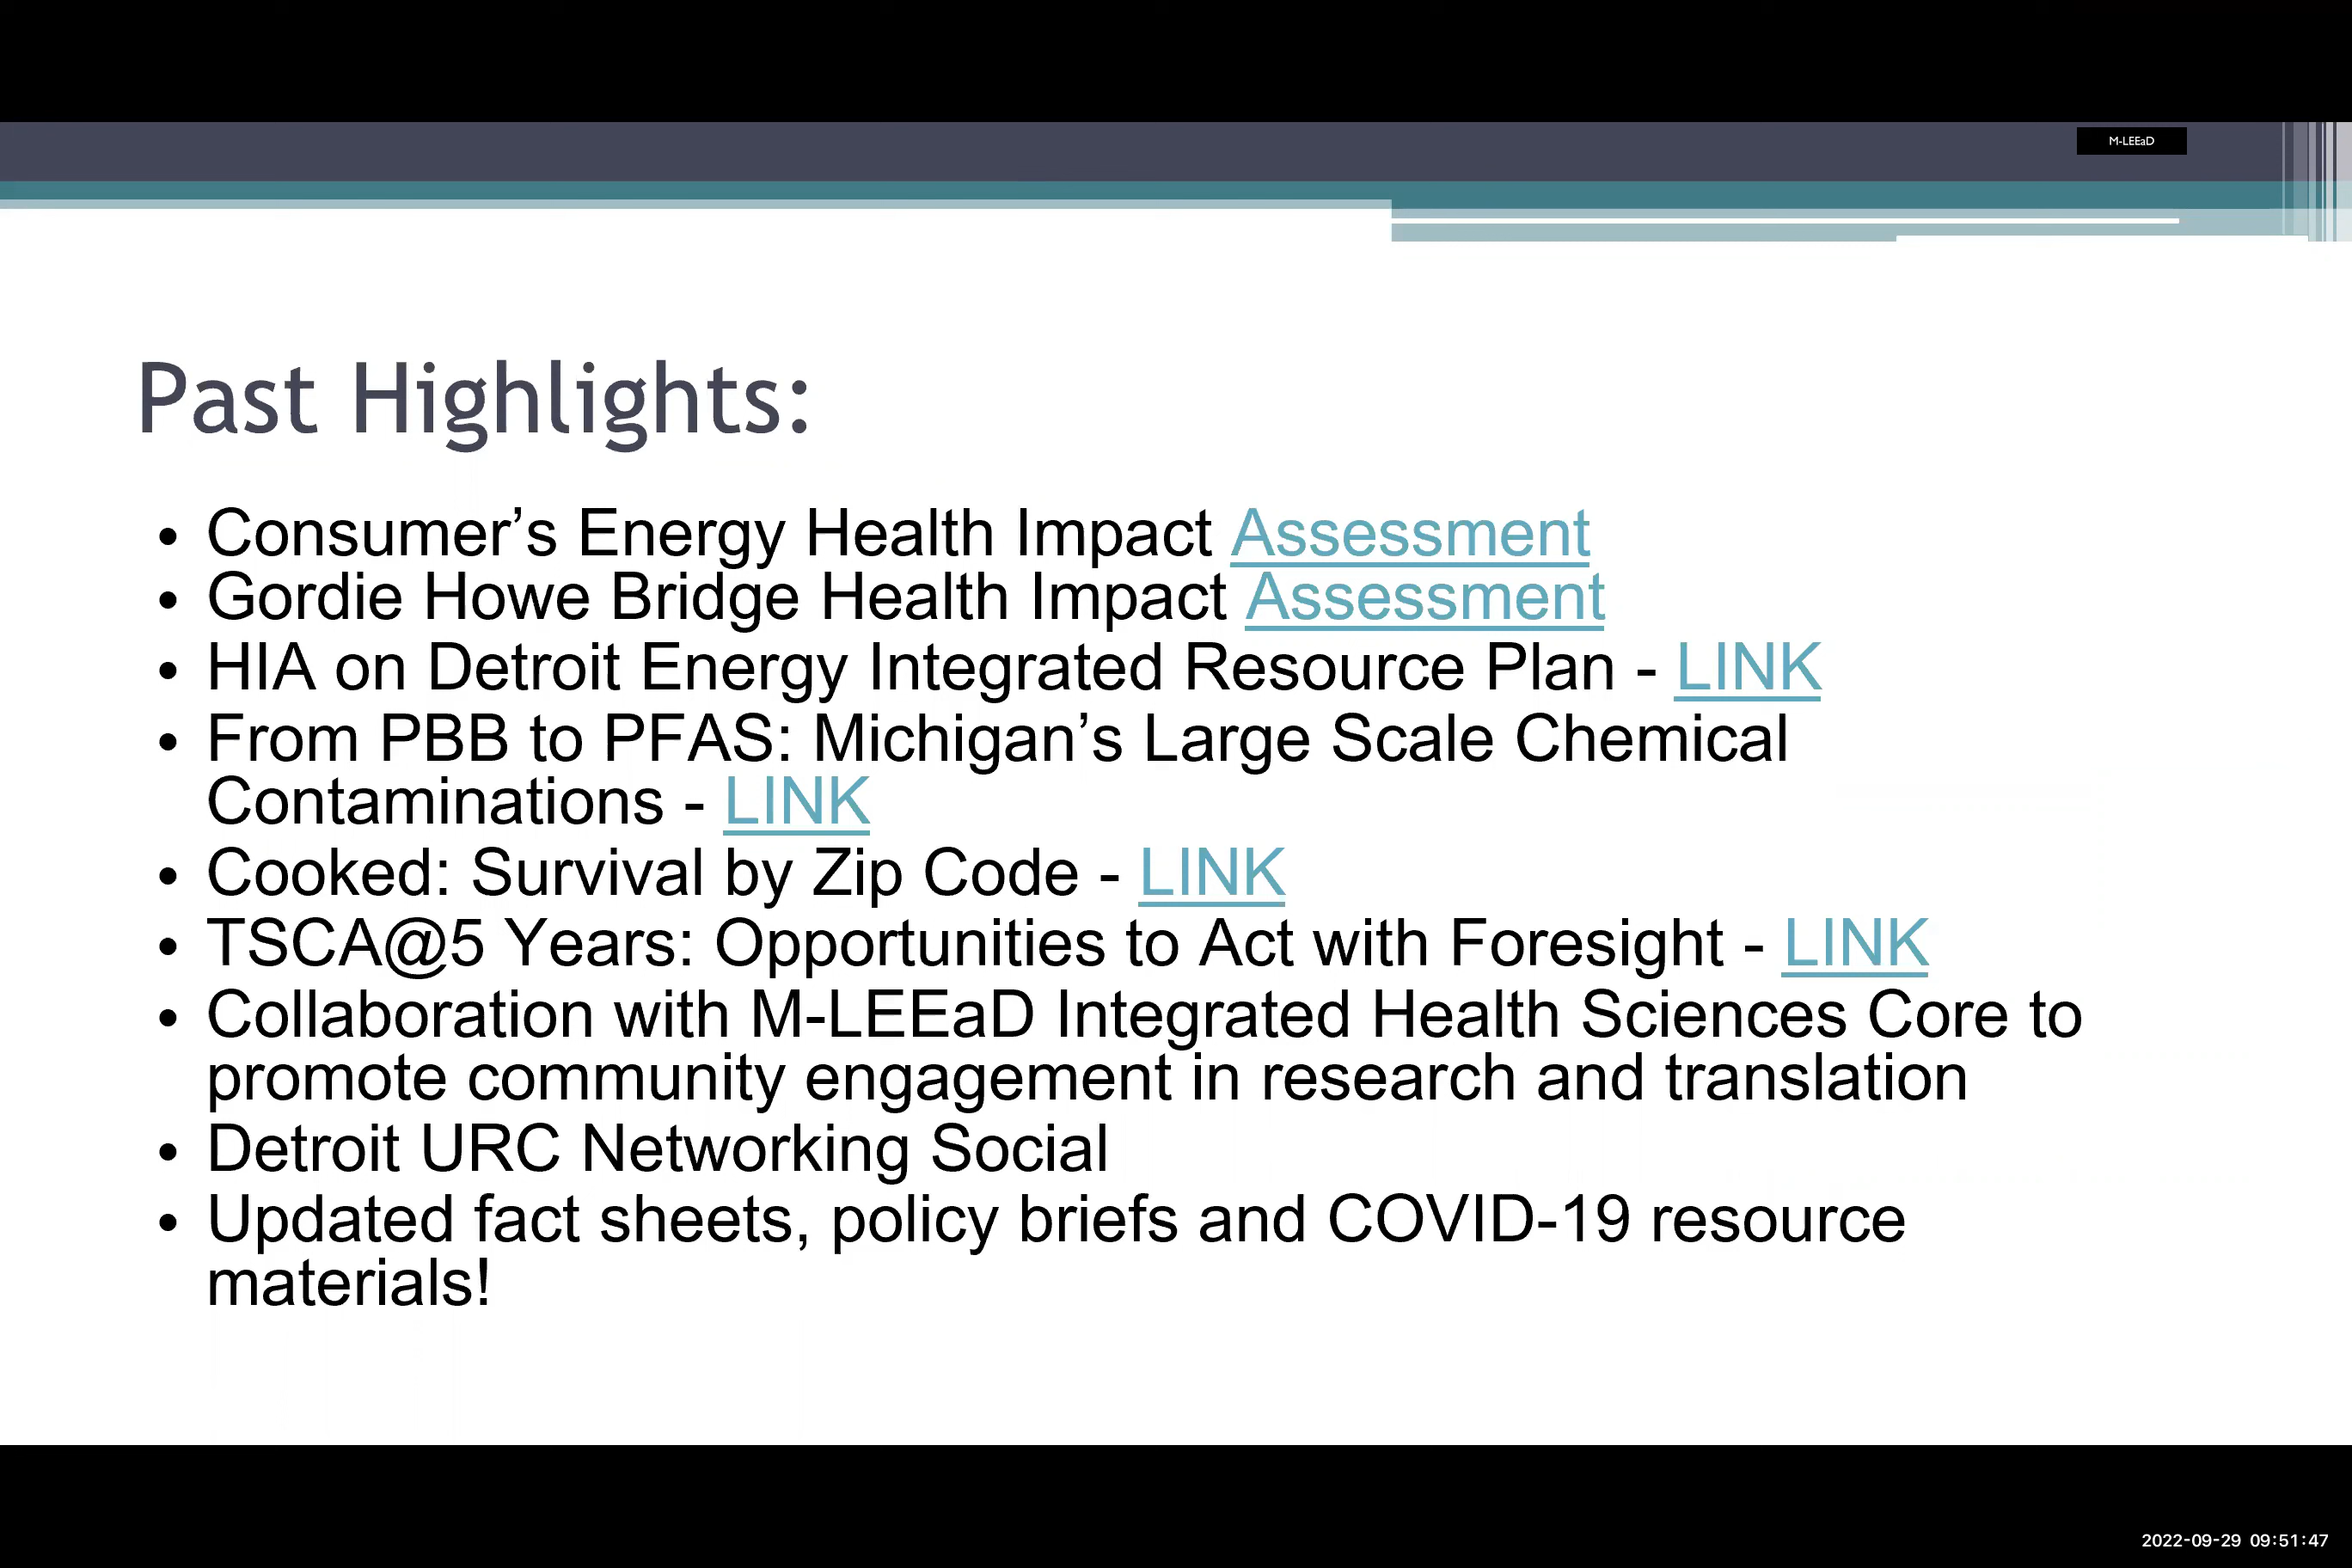 M-LEEaD
Past Highlights:
• Consumer’s Energy Health Impact Assessment
• Gordie Howe Bridge Health Impact Assessment
• HIA on Detroit Energy Integrated Resource Plan - LINK
• From PBB to PFAS: Michigan’s Large Scale Chemical
Contaminations - LINK
• Cooked: Survival by Zip Code - LINK
• TSCA@5 Years: Opportunities to Act with Foresight - LINK
• Collaboration with M-LEEaD Integrated Health Sciences Core to
promote community engagement in research and translation
• Detroit URC Networking Social
• Updated fact sheets, policy briefs and COVID-19 resource
materials!
2022-09-29 09:51:47